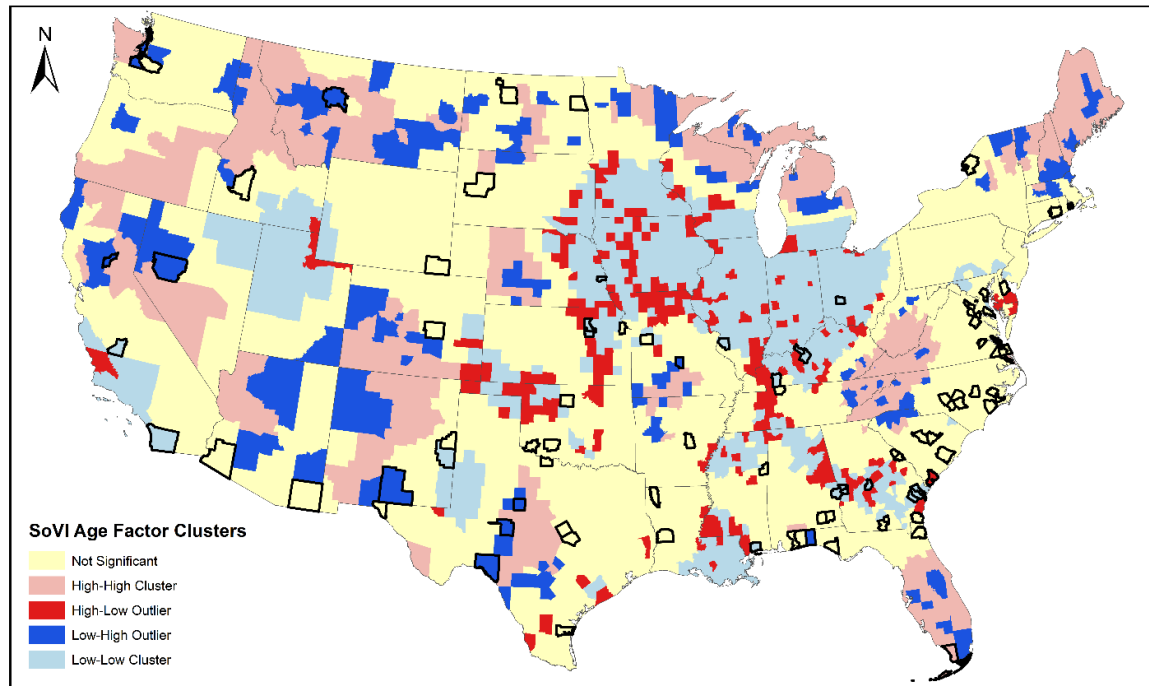 N
SoVI Age Factor Clusters
Not Significant
High-High Cluster
High-Low Outlier
Low-High Outlier
Low-Low Cluster